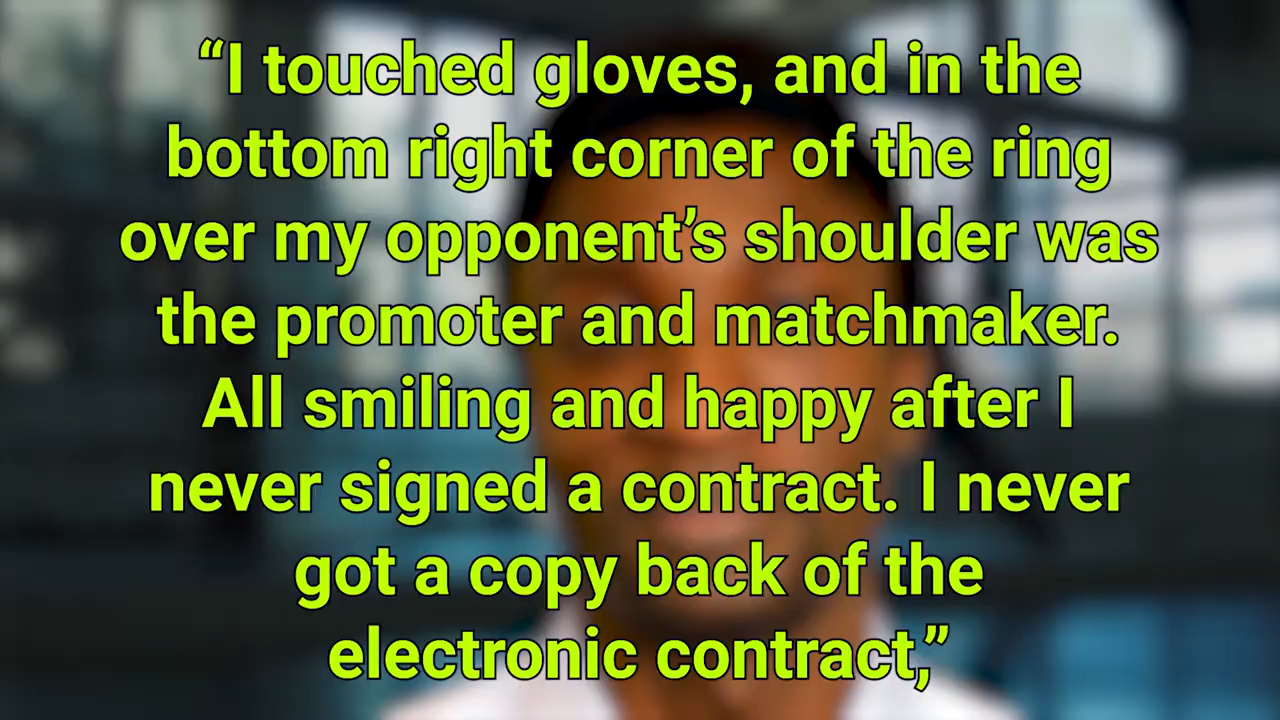 “I touched gloves, and in the
bottom right corner of the ring
over my opponent’s shoulder was
the promoter and matchmaker.
All smiling and happy after I
never signed a contract. I never
got a copy back of the
electronic contract,”